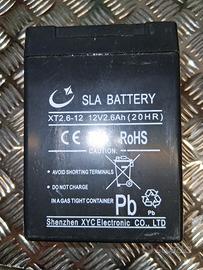 SLA BATTERY
XT2.6-12 12V2.6Ah(20HR)
CE RoHS
AVOID SHORTING TERMINALS
DO NOT CHARGE
IN A GAS TIGHT CONTAINER
Pb
Pb
Shenzhen XYC Electronic CO., LTD